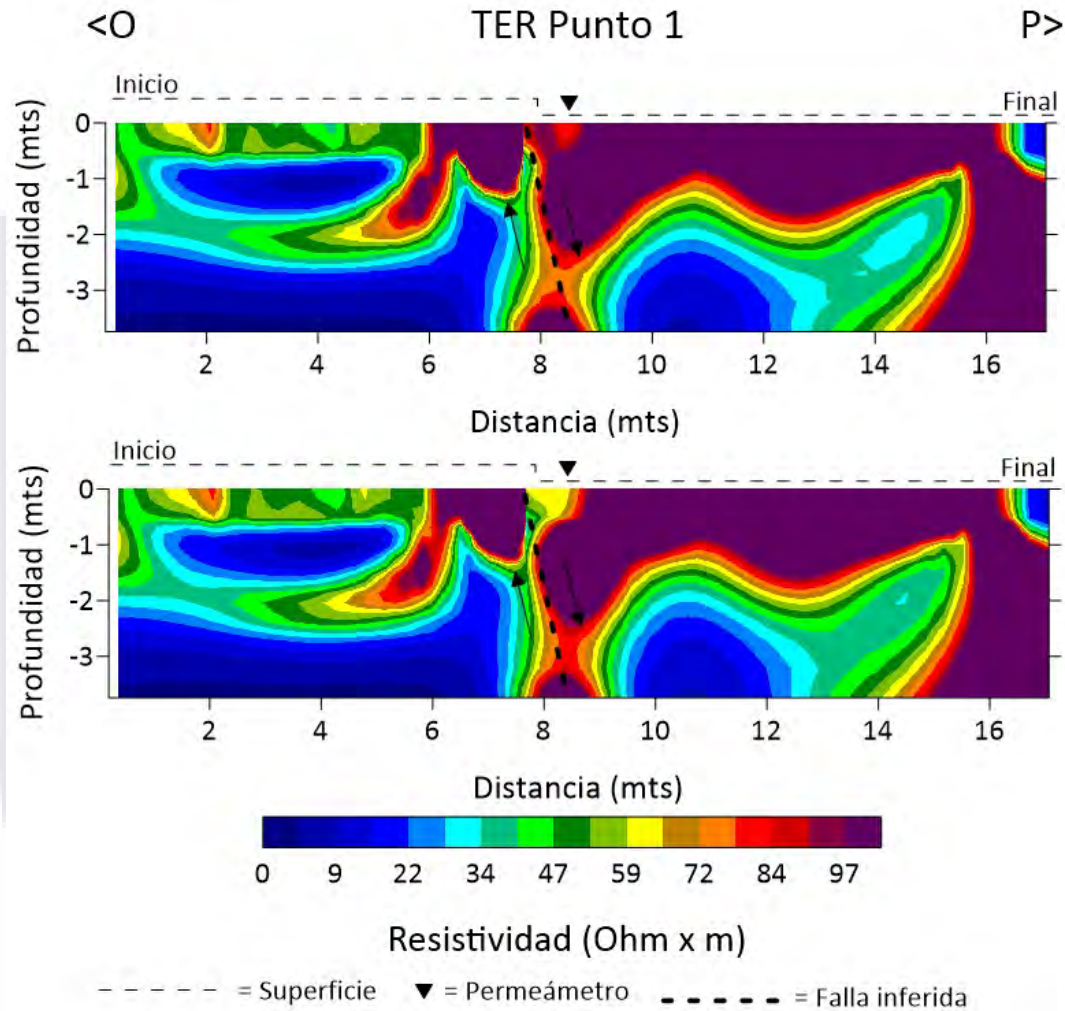 <O TER Punto 1 P>
Inicio
Final
Profundidad (mts)
0
-1
-2
-3
2 4 6 8 10 12 14 16
Distancia (mts)
Inicio
Final
Profundidad (mts)
0
-1
-2
-3
2 4 6 8 10 12 14 16
Distancia (mts)
0 9 22 34 47 59 72 84 97
Resistividad (Ohm x m)
= Superficie ▼ = Permeámetro = Falla inferida